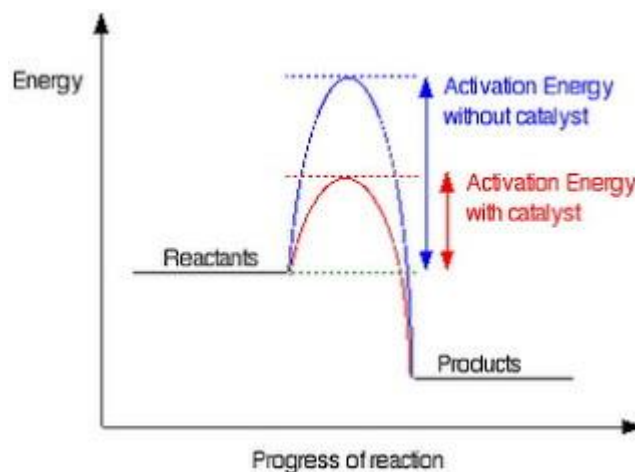 Energy
Activation Energy
without catalyst
Activation Energy
with catalyst
Reactants
Products
Progress of reaction